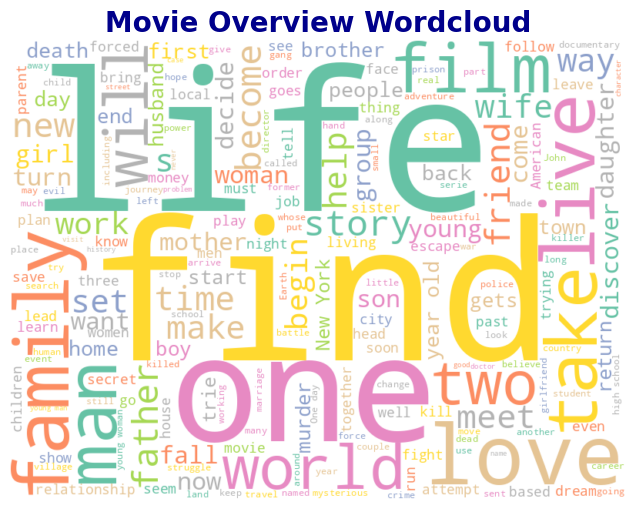 Movie Overview Wordcloud
death forced first see give brother follow documentary
away bring gang face film way
child husband hope order people prison part
parent day local goes thing real leave
may power decide along adventure wife
new will become American live daughter
life
street end director tell hand star come John
girl s money called help group friend team
turn including woman job former small back character
much evil journey problem must serie made
plan left play whose sister beautiful killer
work put story young town
place know mother night living escape war discover
visit history meh long
try stop arrive Earth New York little police trying
save three start begin son gets past take
search set time year old look
find
lead want school battle city head country return
learn women make soon
human home boy believe
event killed good doctor high school
family secret trie marriage change two girlfriend
children still go working One day together student
man father house one well kill meet even
young woman many murder move
show fall movie couple dead another love
village struggle force fight use name career
seem now world around run based dream going
relationship land keep year attempt
travel named mysterious crime sent